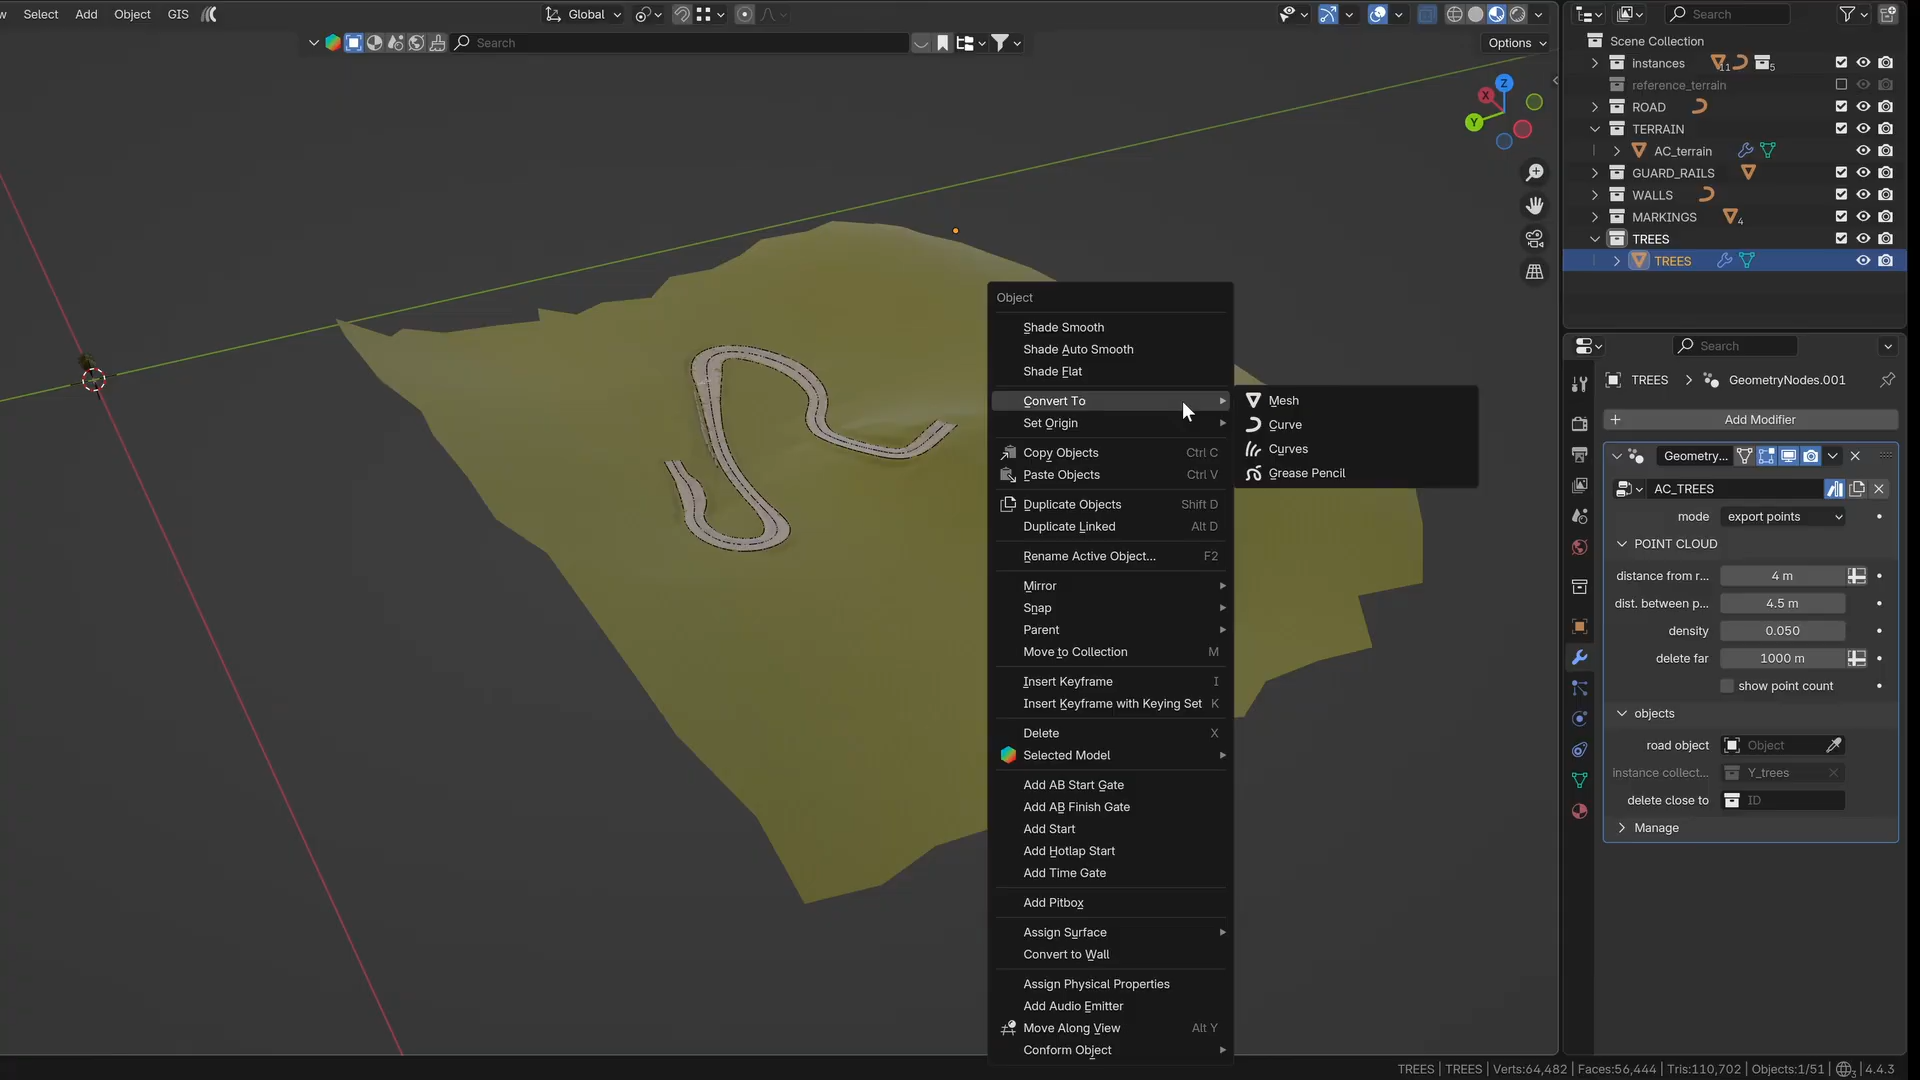 Select Add Object GIS
Global
Search
Options
Search
Scene Collection
instances 11 5
reference_terrain
ROAD
TERRAIN
AC_terrain
GUARD_RAILS
WALLS
MARKINGS 4
TREES
TREES
Z
X
Y
Object
Shade Smooth
Shade Auto Smooth
Shade Flat
Convert To
Set Origin
Copy Objects Ctrl C
Paste Objects Ctrl V
Duplicate Objects Shift D
Duplicate Linked Alt D
Rename Active Object... F2
Mirror
Snap
Parent
Move to Collection M
Insert Keyframe I
Insert Keyframe with Keying Set K
Delete X
Selected Model
Add AB Start Gate
Add AB Finish Gate
Add Start
Add Hotlap Start
Add Time Gate
Add Pitbox
Assign Surface
Convert to Wall
Assign Physical Properties
Add Audio Emitter
Move Along View Alt Y
Conform Object
Mesh
Curve
Curves
Grease Pencil
Search
TREES GeometryNodes.001
Add Modifier
Geometry...
AC_TREES
mode export points
POINT CLOUD
distance from r... 4 m
dist. between p... 4.5 m
density 0.050
delete far 1000 m
show point count
objects
road object Object
instance collect... Y_trees
delete close to ID
Manage
TREES | TREES | Verts:64,482 | Faces:56,444 | Tris:110,702 | Objects:1/51 | 3 | 4.4.3